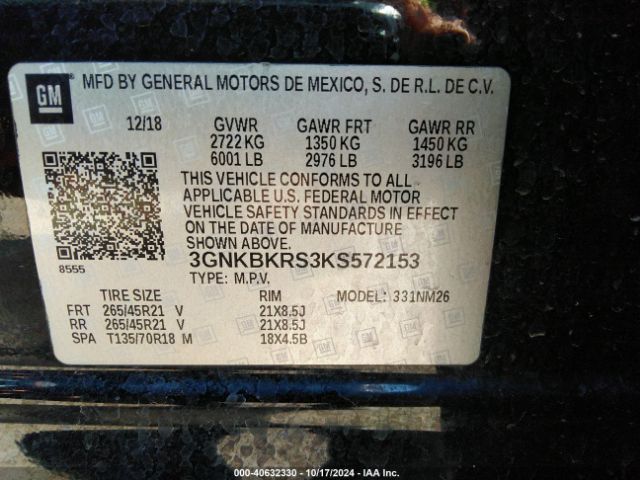 GM MFD BY GENERAL MOTORS DE MEXICO, S. DE R.L. DE C.V.
12/18 GVWR GAWR FRT GAWR RR
2722 KG 1350 KG 1450 KG
6001 LB 2976 LB 3196 LB
THIS VEHICLE CONFORMS TO ALL
APPLICABLE U.S. FEDERAL MOTOR
VEHICLE SAFETY STANDARDS IN EFFECT
ON THE DATE OF MANUFACTURE
SHOWN ABOVE.
8555 3GNKBKRS3KS572153
TYPE: M.P.V.
TIRE SIZE RIM MODEL: 331NM26
FRT 265/45R21 V 21X8.5J
RR 265/45R21 V 21X8.5J
SPA T135/70R18 M 18X4.5B
000-40632330 - 10/17/2024 - IAA Inc.